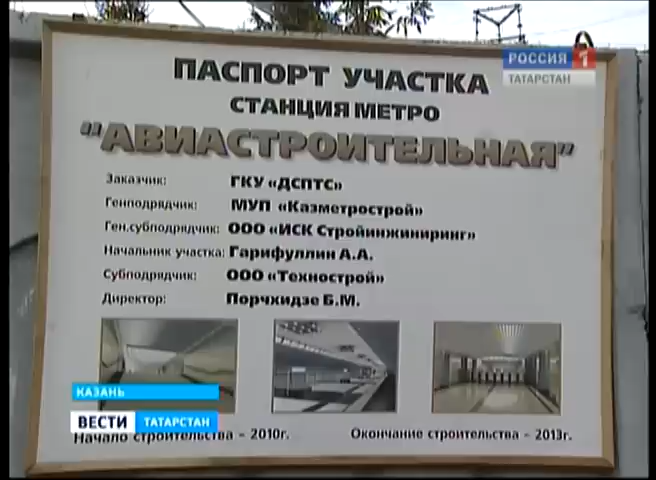 РОССИЯ 1
ТАТАРСТАН
ПАСПОРТ УЧАСТКА
СТАНЦИЯ МЕТРО
"АВИАСТРОИТЕЛЬНАЯ"
Заказчик: ГКУ «ДСПТС»
Генподрядчик: МУП «Казметрострой»
Ген.субподрядчик: ООО «ИСК Стройинжиниринг»
Начальник участка: Гарифуллин А.А.
Субподрядчик: ООО «Технострой»
Директор: Порчхидзе Б.М.
КАЗАНЬ
ВЕСТИ ТАТАРСТАН
Начало строительства - 2010г. Окончание строительства - 2013г.